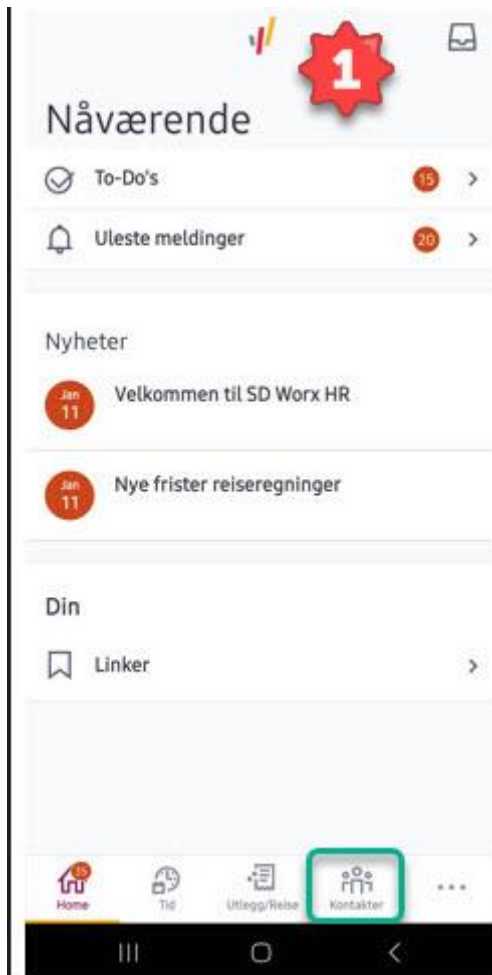 1
Nåværende
To-Do's 15
Uleste meldinger 20
Nyheter
Jan 11 Velkommen til SD Worx HR
Jan 11 Nye frister reiseregninger
Din
Linker
35
Home Tid Utlegg/Reise Kontakter